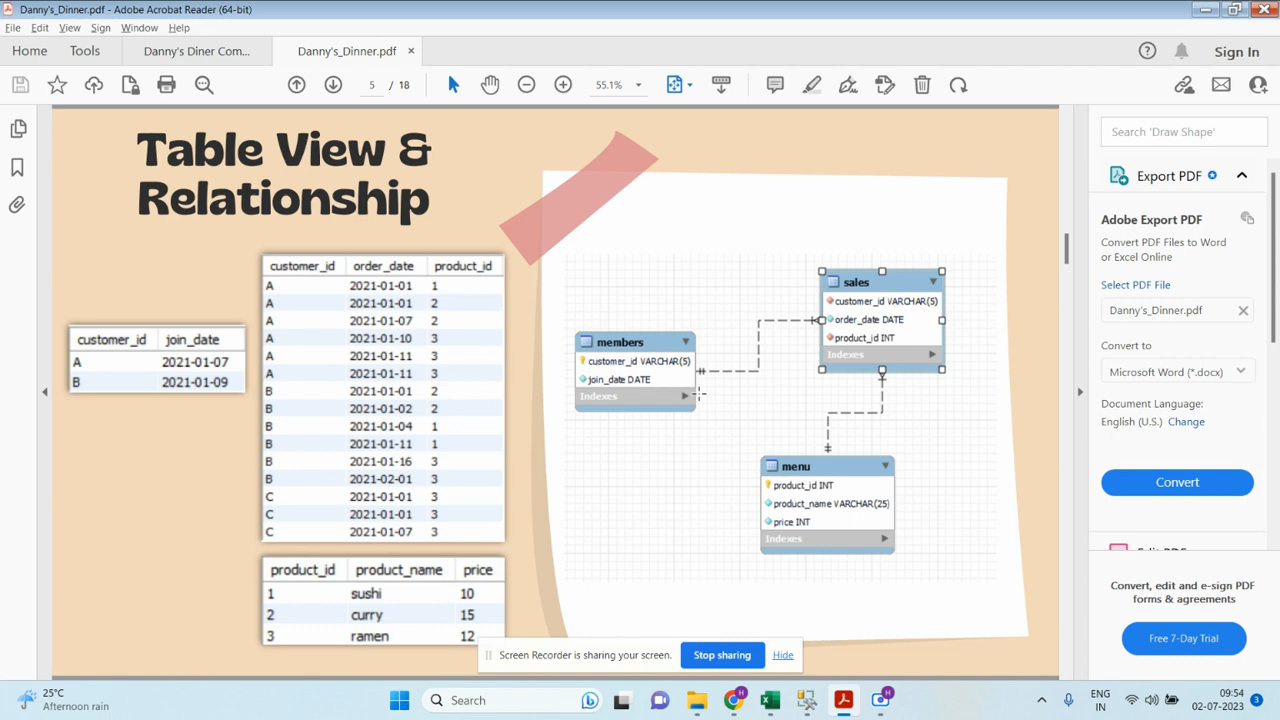 Danny's_Dinner.pdf - Adobe Acrobat Reader (64-bit)
File Edit View Sign Window Help
Home Tools Danny's Diner Com... Danny's_Dinner.pdf × Sign In
5 / 18 55.1%
Table View &
Relationship
customer_id join_date
A 2021-01-07
B 2021-01-09
customer_id order_date product_id
A 2021-01-01 1
A 2021-01-01 2
A 2021-01-07 2
A 2021-01-10 3
A 2021-01-11 3
A 2021-01-11 3
B 2021-01-01 2
B 2021-01-02 2
B 2021-01-04 1
B 2021-01-11 1
B 2021-01-16 3
B 2021-02-01 3
C 2021-01-01 3
C 2021-01-01 3
C 2021-01-07 3
product_id product_name price
1 sushi 10
2 curry 15
3 ramen 12
members
customer_id VARCHAR(5)
join_date DATE
Indexes
sales
customer_id VARCHAR(5)
order_date DATE
product_id INT
Indexes
menu
product_id INT
product_name VARCHAR(25)
price INT
Indexes
Search 'Draw Shape'
Export PDF
Adobe Export PDF
Convert PDF Files to Word
or Excel Online
Select PDF File
Danny's_Dinner.pdf
Convert to
Microsoft Word (*.docx)
Document Language:
English (U.S.) Change
Convert
Convert, edit and e-sign PDF
forms & agreements
Free 7-Day Trial
Screen Recorder is sharing your screen. Stop sharing Hide
25°C
Afternoon rain
Search
ENG
IN
09:54
02-07-2023
3